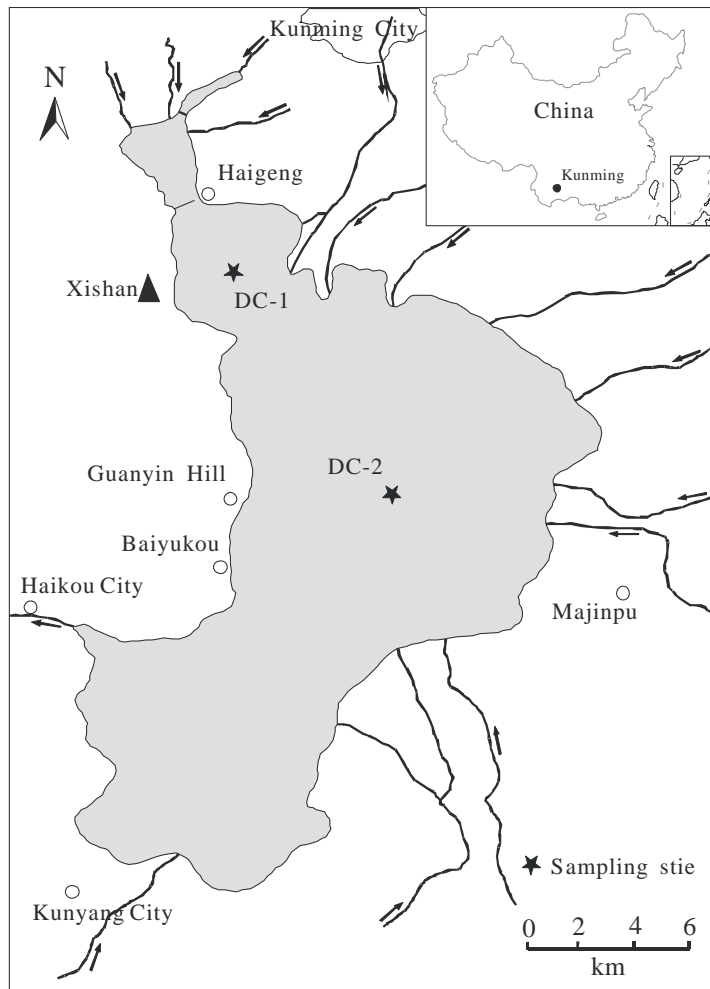 Kunming City
N
China
Kunming
Haigeng
Xishan
DC-1
DC-2
Guanyin Hill
Baiyukou
Haikou City
Majinpu
Sampling stie
Kunyang City
0 2 4 6
km